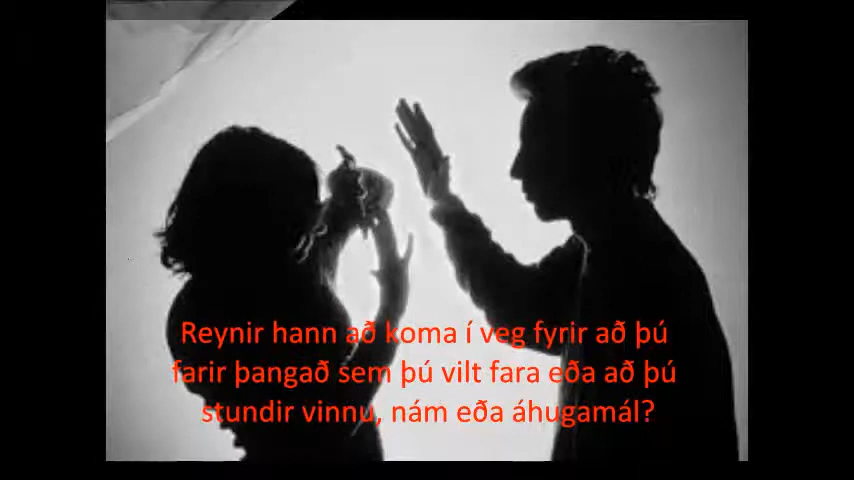 Reynir hann að koma í veg fyrir að þú
farir þangað sem þú vilt fara eða að þú
stundir vinnu, nám eða áhugamál?